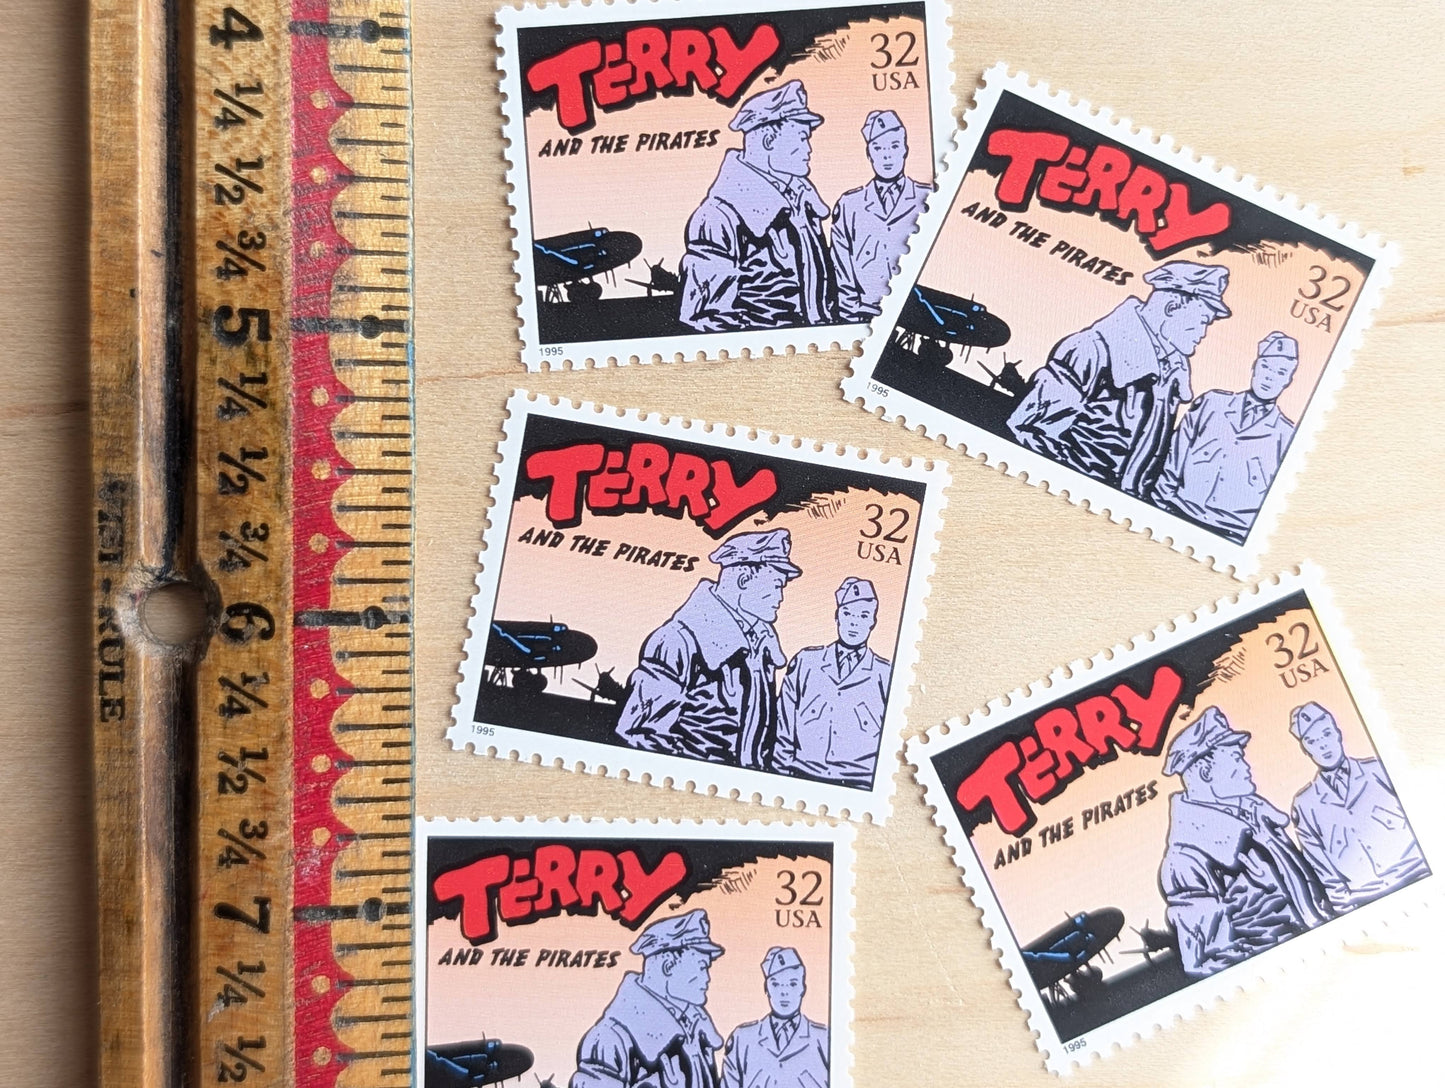 4
1/4
1/2
3/4
5
1/4
1/2
3/4
6
1/4
1/2
3/4
7
1/4
1/2
RULE
TERRY
AND THE PIRATES
32
USA
1995
TERRY
AND THE PIRATES
32
USA
1995
TERRY
AND THE PIRATES
32
USA
1995
TERRY
AND THE PIRATES
32
USA
1995
TERRY
AND THE PIRATES
32
USA